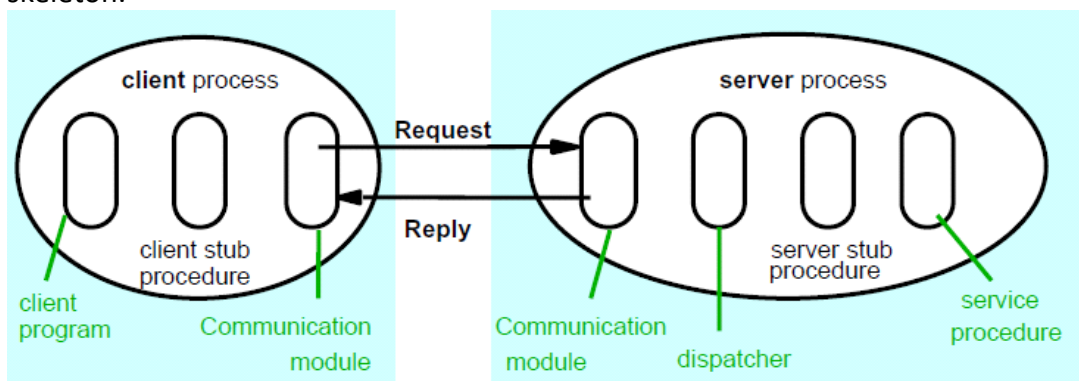 skeleton.
client process
server process
Request
Reply
client stub
procedure
server stub
procedure
client
program
Communication
module
Communication
module
dispatcher
service
procedure